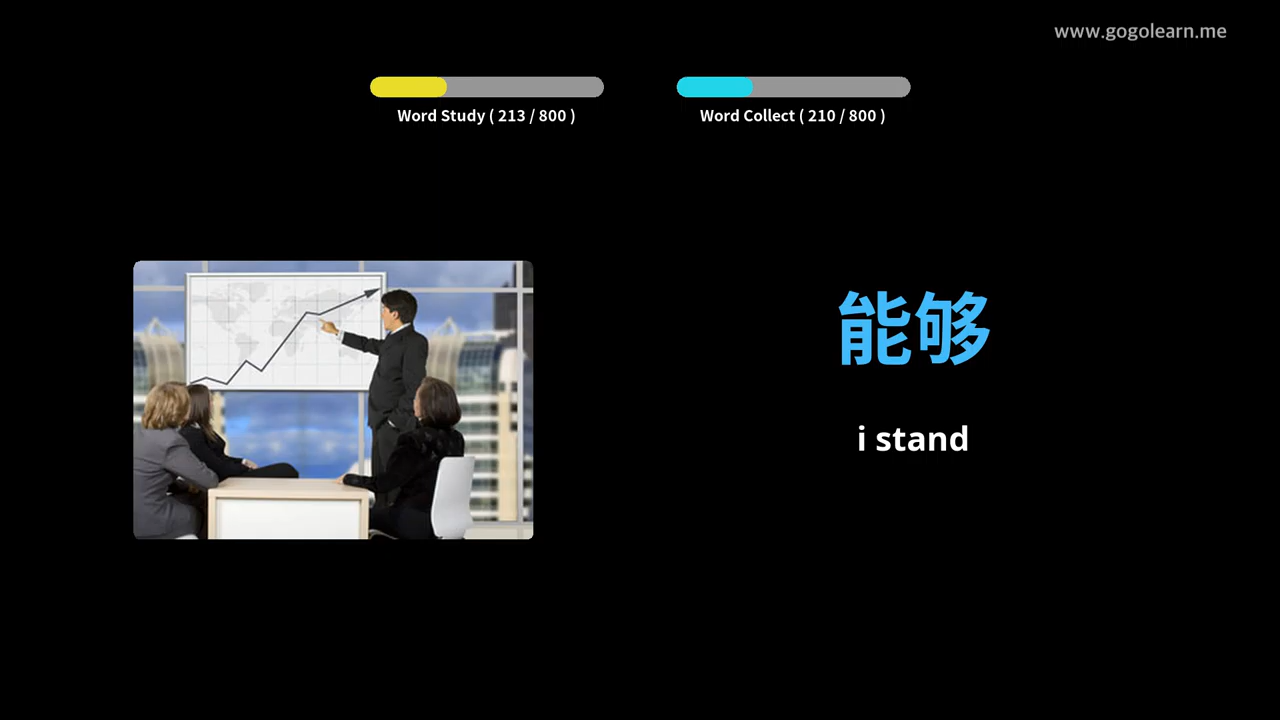 www.gogolearn.me
Word Study ( 213 / 800 )
Word Collect ( 210 / 800 )
能够
i stand